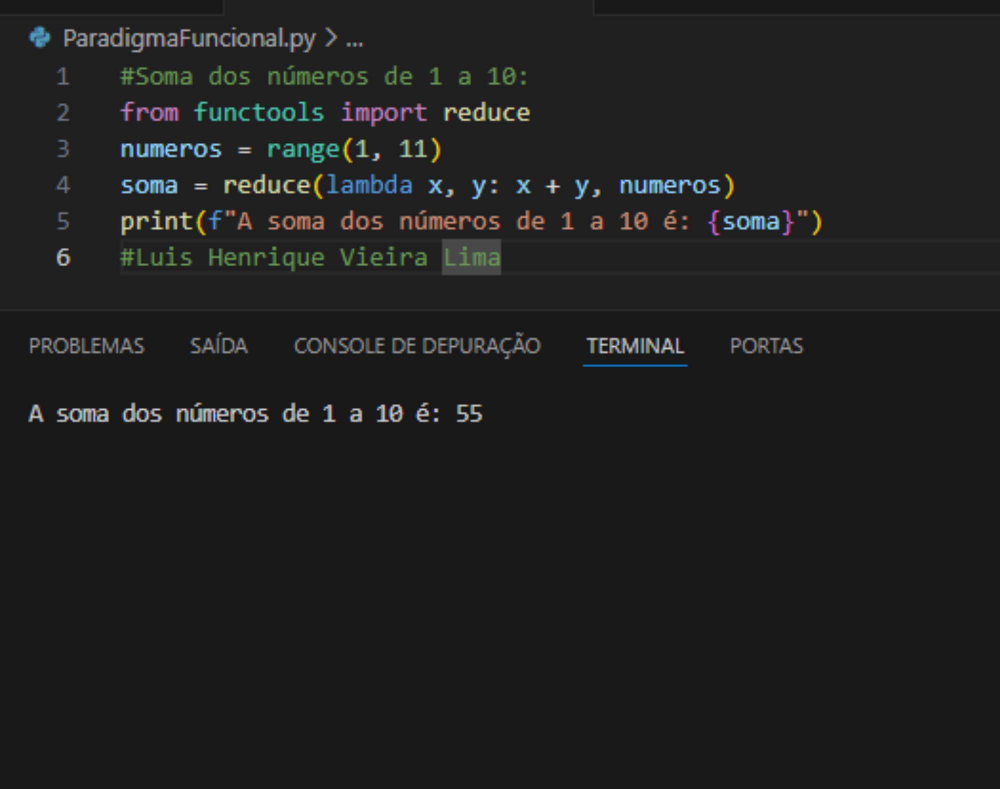 ParadigmaFuncional.py > ...
1 #Soma dos números de 1 a 10:
2 from functools import reduce
3 numeros = range(1, 11)
4 soma = reduce(lambda x, y: x + y, numeros)
5 print(f"A soma dos números de 1 a 10 é: {soma}")
6 #Luis Henrique Vieira Lima
PROBLEMAS SAÍDA CONSOLE DE DEPURAÇÃO TERMINAL PORTAS
A soma dos números de 1 a 10 é: 55